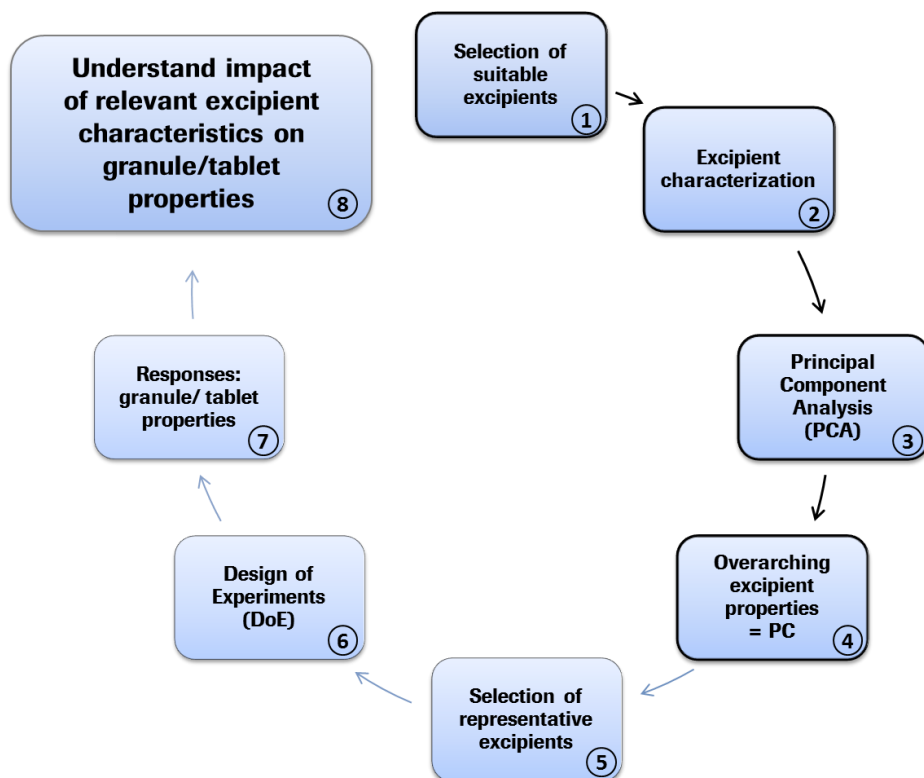 Selection of
suitable
excipients
1
Excipient
characterization
2
Principal
Component
Analysis
(PCA)
3
Overarching
excipient
properties
= PC
4
Selection of
representative
excipients
5
Design of
Experiments
(DoE)
6
Responses:
granule/ tablet
properties
7
Understand impact
of relevant excipient
characteristics on
granule/tablet
properties
8